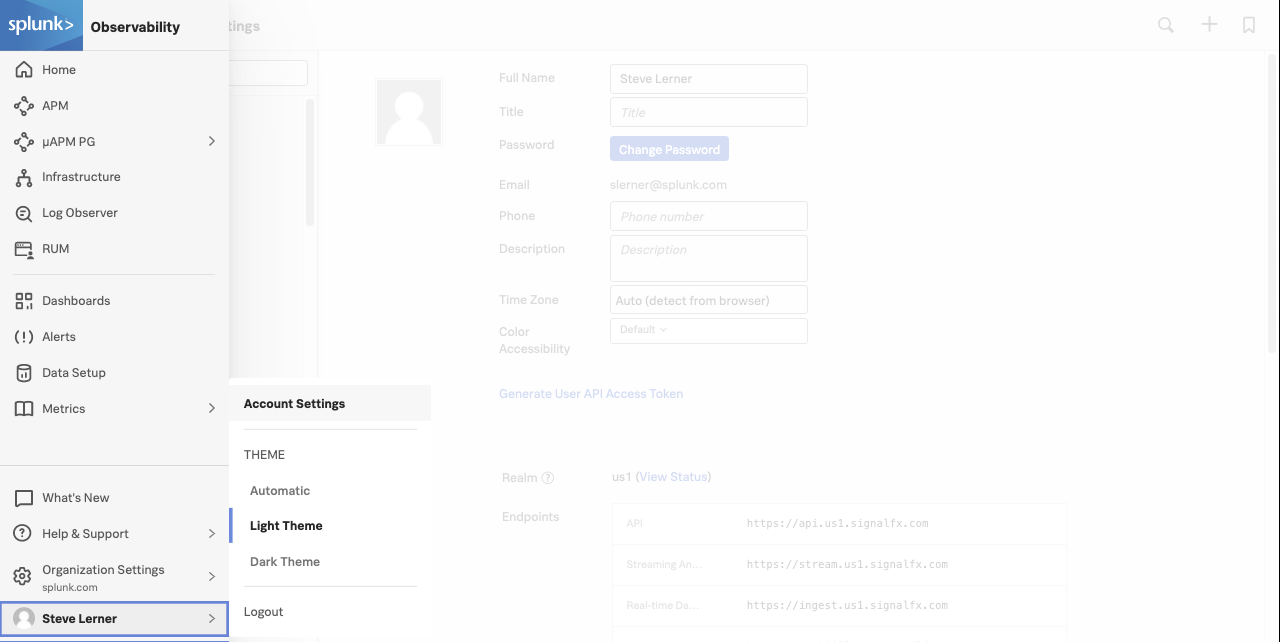 splunk>
Observability
tings
Home
APM
µAPM PG
Infrastructure
Log Observer
RUM
Dashboards
Alerts
Data Setup
Metrics
What's New
Help & Support
Organization Settings
splunk.com
Steve Lerner
Account Settings
THEME
Automatic
Light Theme
Dark Theme
Logout
Full Name Steve Lerner
Title Title
Password Change Password
Email slerner@splunk.com
Phone Phone number
Description Description
Time Zone Auto (detect from browser)
Color Default
Accessibility
Generate User API Access Token
Realm ? us1 (View Status)
Endpoints
API https://api.us1.signalfx.com
Streaming An... https://stream.us1.signalfx.com
Real-time Da... https://ingest.us1.signalfx.com